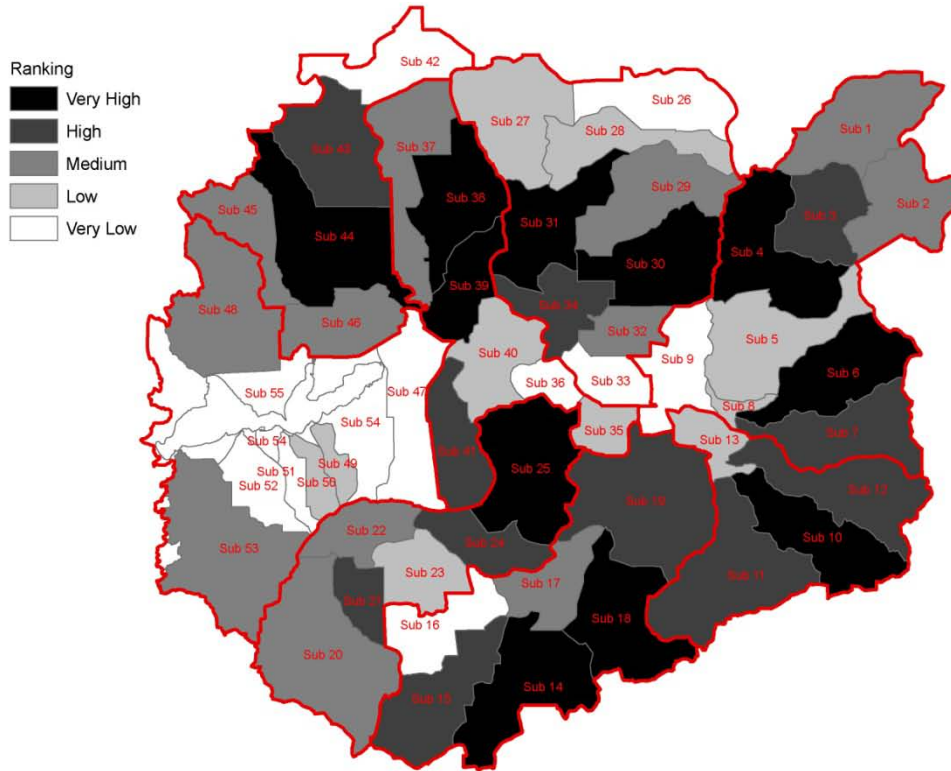 Ranking
Very High
High
Medium
Low
Very Low
Sub 42
Sub 26
Sub 27
Sub 28
Sub 1
Sub 37
Sub 43
Sub 29
Sub 38
Sub 3
Sub 2
Sub 45
Sub 31
Sub 44
Sub 4
Sub 30
Sub 39
Sub 34
Sub 48
Sub 46
Sub 32
Sub 5
Sub 40
Sub 9
Sub 6
Sub 36
Sub 33
Sub 55
Sub 47
Sub 8
Sub 54
Sub 35
Sub 7
Sub 13
Sub 54
Sub 41
Sub 49
Sub 25
Sub 51
Sub 50
Sub 52
Sub 19
Sub 12
Sub 22
Sub 10
Sub 24
Sub 53
Sub 23
Sub 11
Sub 17
Sub 21
Sub 16
Sub 18
Sub 20
Sub 14
Sub 15